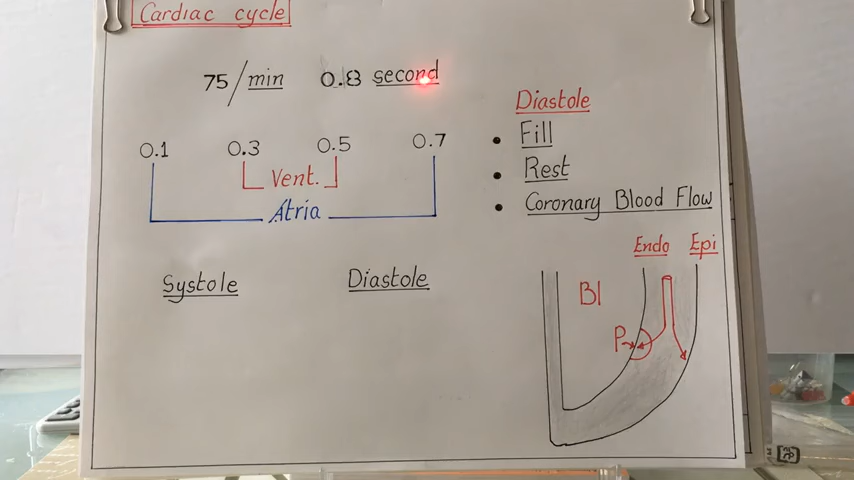 Cardiac cycle
75/min 0.8 second
0.1 0.3 0.5 0.7
Vent.
Atria
Systole Diastole
Diastole
• Fill
• Rest
• Coronary Blood Flow
Endo Epi
Bl
P